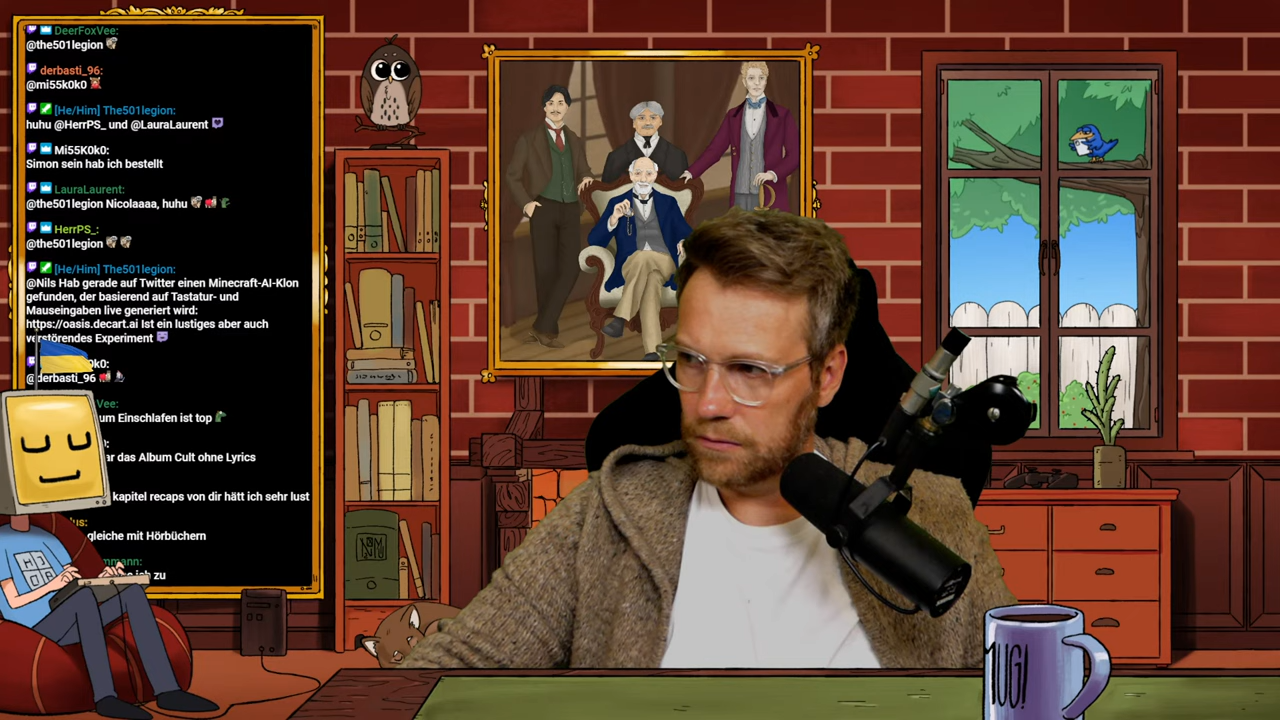 DeerFoxVee:
@the501legion
derbasti_96:
@mi55k0k0
[He/Him] The501legion:
huhu @HerrPS_ und @LauraLaurent
Mi55K0k0:
Simon sein hab ich bestellt
LauraLaurent:
@the501legion Nicolaaaa, huhu
HerrPS_:
@the501legion
[He/Him] The501legion:
@Nils Hab gerade auf Twitter einen Minecraft-AI-Klon
gefunden, der basierend auf Tastatur- und
Mauseingaben live generiert wird:
https://oasis.decart.ai Ist ein lustiges aber auch
verstörendes Experiment
@derbasti_96
Vee:
um Einschlafen ist top
ar das Album Cult ohne Lyrics
kapitel recaps von dir hätt ich sehr lust
gleiche mit Hörbüchern
mann:
zu
MUG!